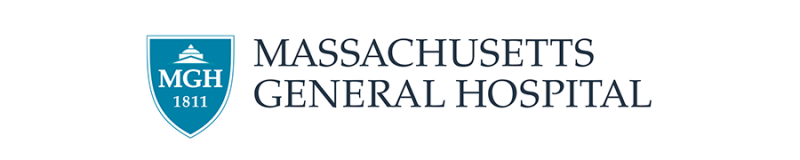 MGH
1811
MASSACHUSETTS
GENERAL HOSPITAL